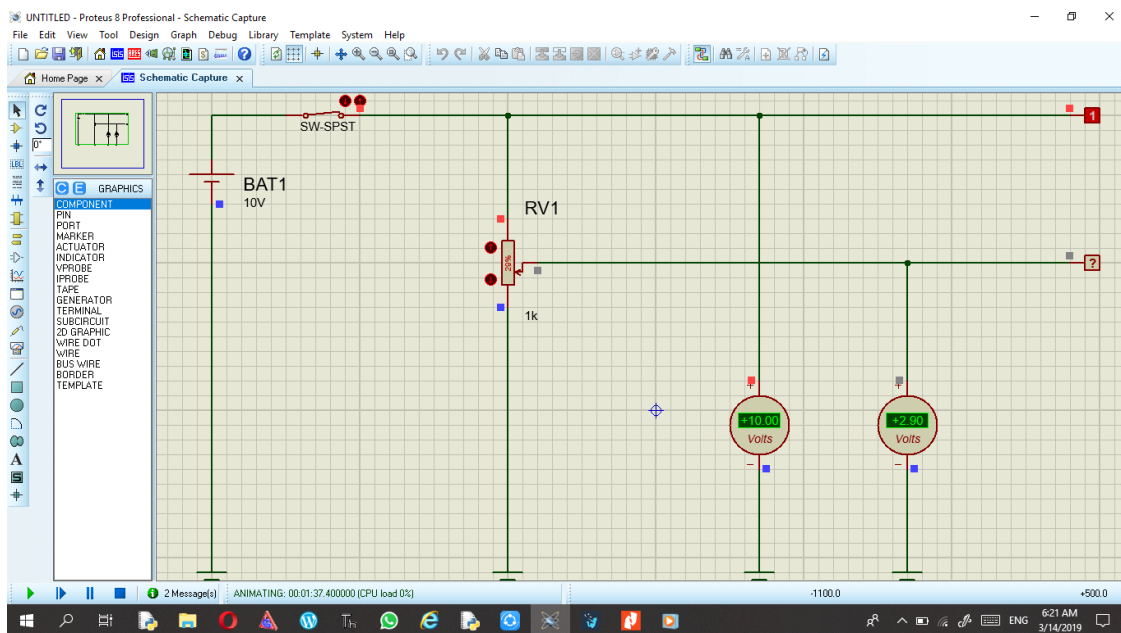 UNTITLED - Proteus 8 Professional - Schematic Capture
File Edit View Tool Design Graph Debug Library Template System Help
Home Page x ISIS Schematic Capture x
SW-SPST
BAT1
10V
RV1
29%
1k
1
?
+10.00
Volts
+2.90
Volts
0°
LBL
A
S
C E GRAPHICS
COMPONENT
PIN
PORT
MARKER
ACTUATOR
INDICATOR
VPROBE
IPROBE
TAPE
GENERATOR
TERMINAL
SUBCIRCUIT
2D GRAPHIC
WIRE DOT
WIRE
BUS WIRE
BORDER
TEMPLATE
2 Message(s) ANIMATING: 00:01:37.400000 (CPU load 0%) -1100.0 +500.0
ENG 6:21 AM
3/14/2019